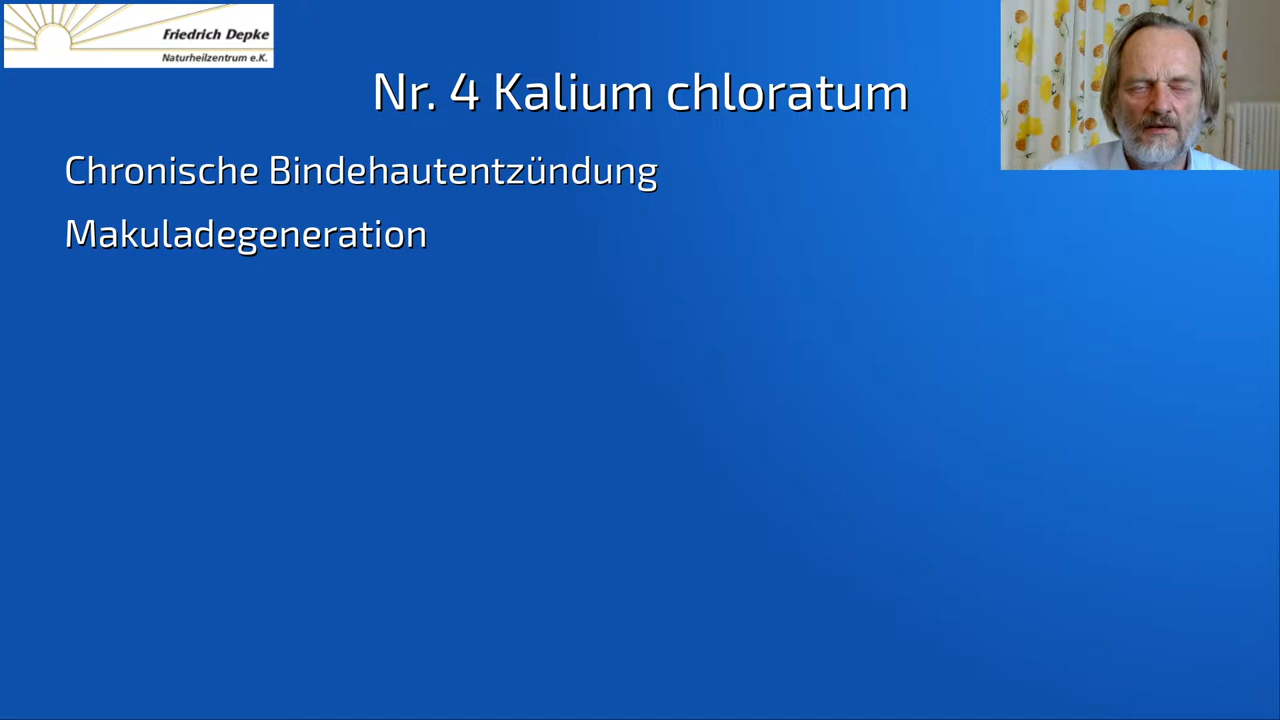 Friedrich Depke
Naturheilzentrum e.K.
Nr. 4 Kalium chloratum
Chronische Bindehautentzündung
Makuladegeneration